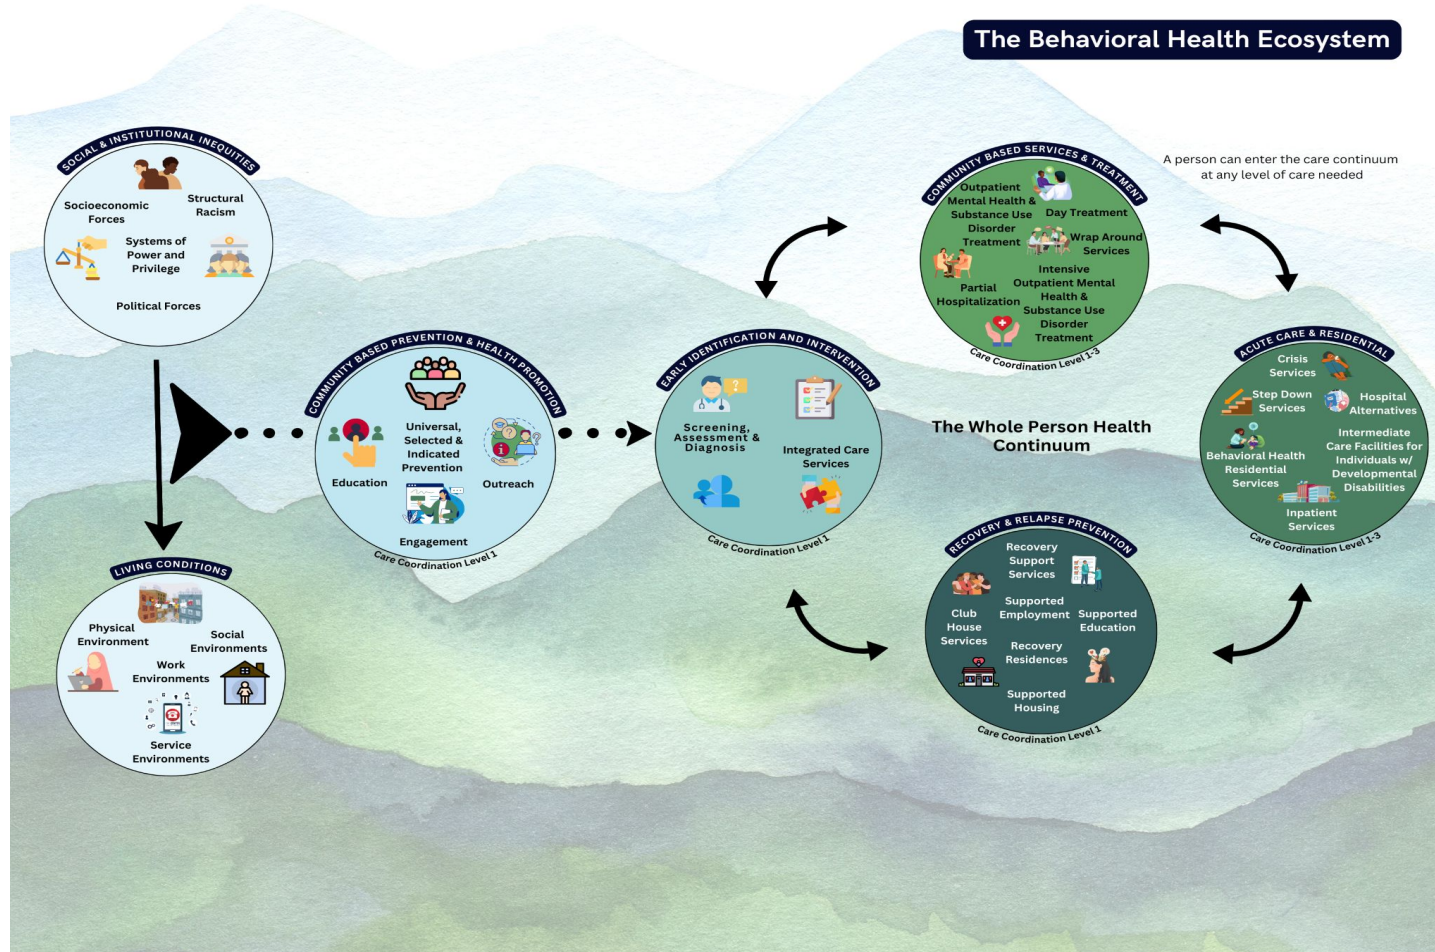 The Behavioral Health Ecosystem
SOCIAL & INSTITUTIONAL INEQUITIES
Socioeconomic
Forces
Structural
Racism
Systems of
Power and
Privilege
Political Forces
LIVING CONDITIONS
Physical
Environment
Social
Environments
Work
Environments
Service
Environments
COMMUNITY BASED PREVENTION & HEALTH PROMOTION
Universal,
Selected &
Indicated
Prevention
Education
Outreach
Engagement
Care Coordination Level 1
EARLY IDENTIFICATION AND INTERVENTION
Screening,
Assessment &
Diagnosis
Integrated Care
Services
Care Coordination Level 1
COMMUNITY BASED SERVICES & TREATMENT
Outpatient
Mental Health &
Substance Use
Disorder
Treatment
Day Treatment
Wrap Around
Services
Partial
Hospitalization
Intensive
Outpatient Mental
Health &
Substance Use
Disorder
Treatment
Care Coordination Level 1-3
A person can enter the care continuum
at any level of care needed
The Whole Person Health
Continuum
ACUTE CARE & RESIDENTIAL
Crisis
Services
Step Down
Services
Hospital
Alternatives
Behavioral Health
Residential
Services
Intermediate
Care Facilities for
Individuals w/
Developmental
Disabilities
Inpatient
Services
Care Coordination Level 1-3
RECOVERY & RELAPSE PREVENTION
Recovery
Support
Services
Supported
Employment
Club
House
Services
Supported
Education
Recovery
Residences
Supported
Housing
Care Coordination Level 1